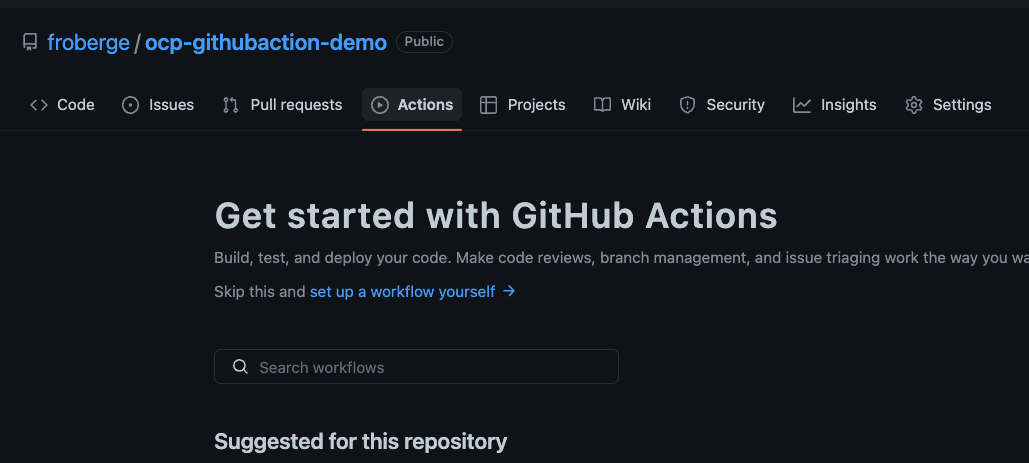 froberge / ocp-githubaction-demo Public
Code Issues Pull requests Actions Projects Wiki Security Insights Settings
Get started with GitHub Actions
Build, test, and deploy your code. Make code reviews, branch management, and issue triaging work the way you
Skip this and set up a workflow yourself →
Search workflows
Suggested for this repository